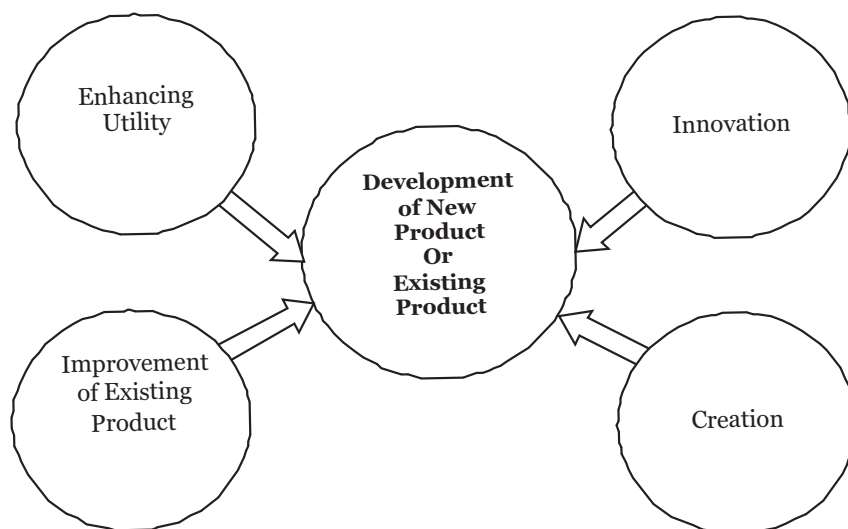 Enhancing
Utility
Innovation
Development
of New
Product
Or
Existing
Product
Improvement
of Existing
Product
Creation